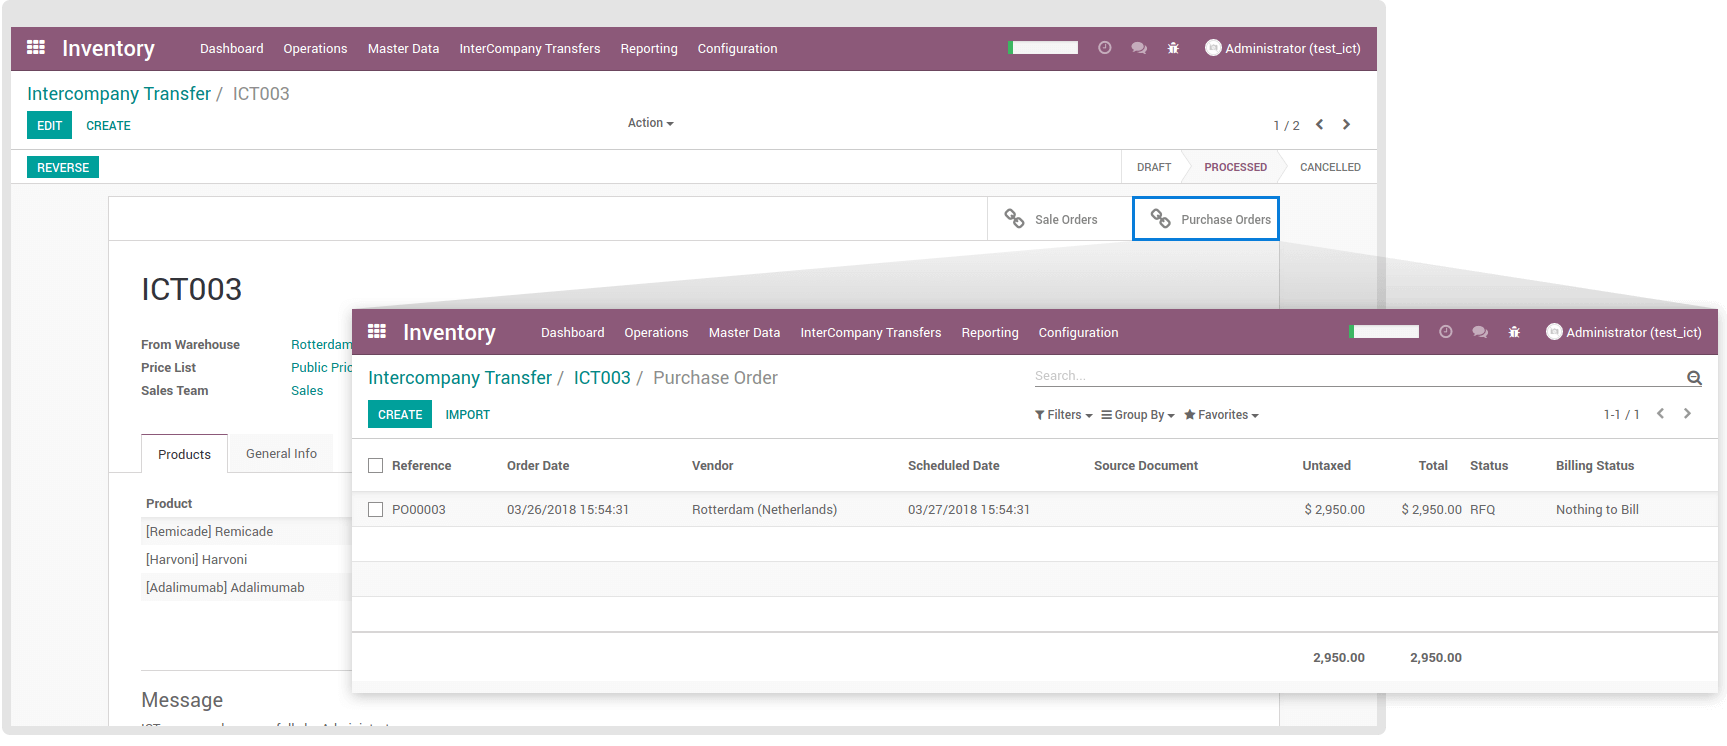 Inventory Dashboard Operations Master Data InterCompany Transfers Reporting Configuration Administrator (test_ict)
Intercompany Transfer / ICT003
EDIT CREATE Action 1 / 2
REVERSE DRAFT PROCESSED CANCELLED
Sale Orders Purchase Orders
ICT003
From Warehouse Rotterdam
Price List Public Pric
Sales Team Sales
Products General Info
Product
[Remicade] Remicade
[Harvoni] Harvoni
[Adalimumab] Adalimumab
Message
Inventory Dashboard Operations Master Data InterCompany Transfers Reporting Configuration Administrator (test_ict)
Intercompany Transfer / ICT003 / Purchase Order Search...
CREATE IMPORT Filters Group By Favorites 1-1 / 1
Reference Order Date Vendor Scheduled Date Source Document Untaxed Total Status Billing Status
PO00003 03/26/2018 15:54:31 Rotterdam (Netherlands) 03/27/2018 15:54:31 $ 2,950.00 $ 2,950.00 RFQ Nothing to Bill
2,950.00 2,950.00